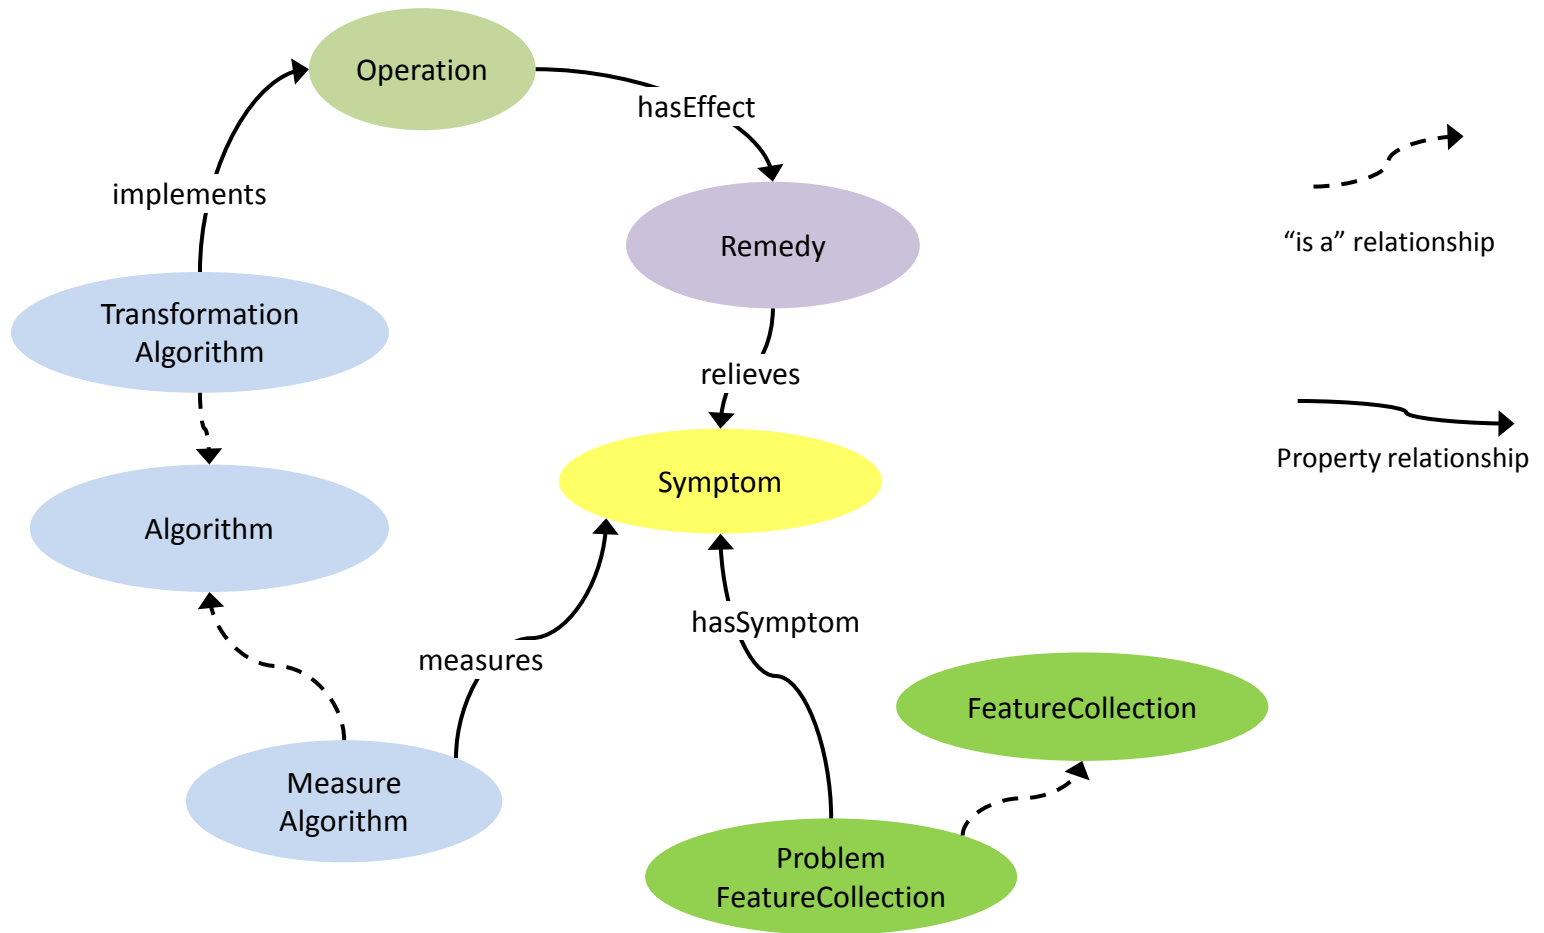 Operation
hasEffect
implements
Remedy
"is a" relationship
Transformation
Algorithm
relieves
Property relationship
Symptom
Algorithm
hasSymptom
measures
FeatureCollection
Measure
Algorithm
Problem
FeatureCollection